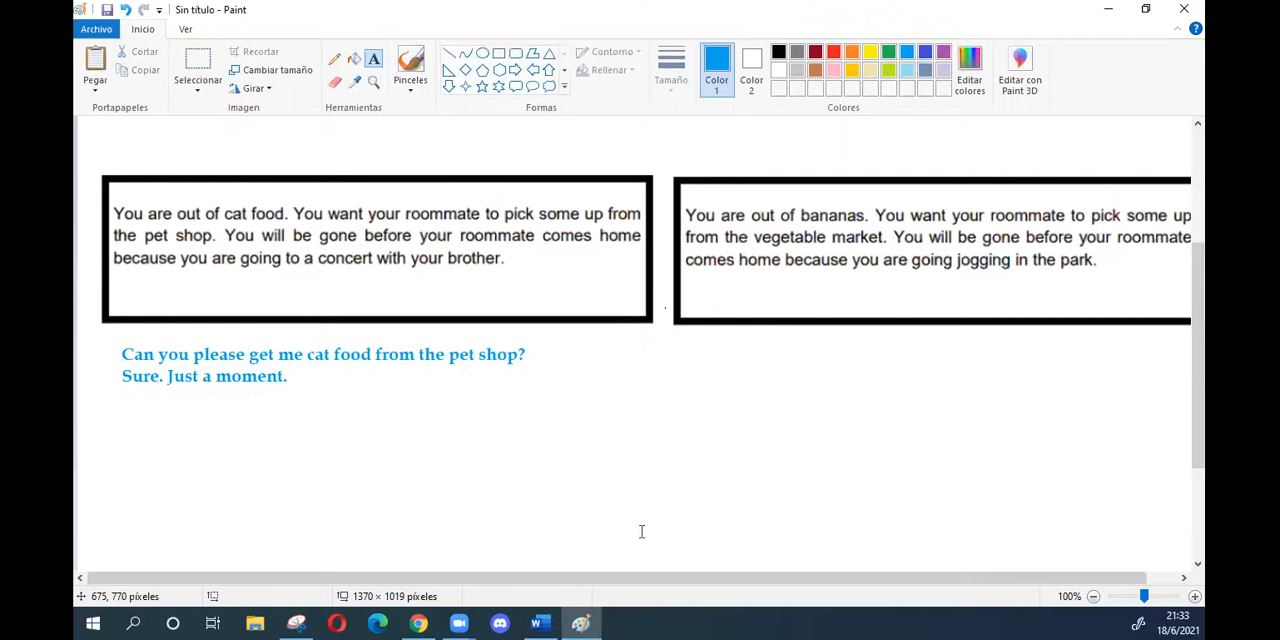 Sin título - Paint
Archivo
Inicio
Ver
Pegar
Cortar
Copiar
Portapapeles
Seleccionar
Recortar
Cambiar tamaño
Girar
Imagen
A
Herramientas
Pinceles
Contorno
Rellenar
Formas
Tamaño
Color
1
Color
2
Editar
colores
Colores
Editar con
Paint 3D
You are out of cat food. You want your roommate to pick some up from
the pet shop. You will be gone before your roommate comes home
because you are going to a concert with your brother.
You are out of bananas. You want your roommate to pick some up
from the vegetable market. You will be gone before your roommate
comes home because you are going jogging in the park.
Can you please get me cat food from the pet shop?
Sure. Just a moment.
675, 770 píxeles
1370 × 1019 píxeles
100%
21:33
18/6/2021